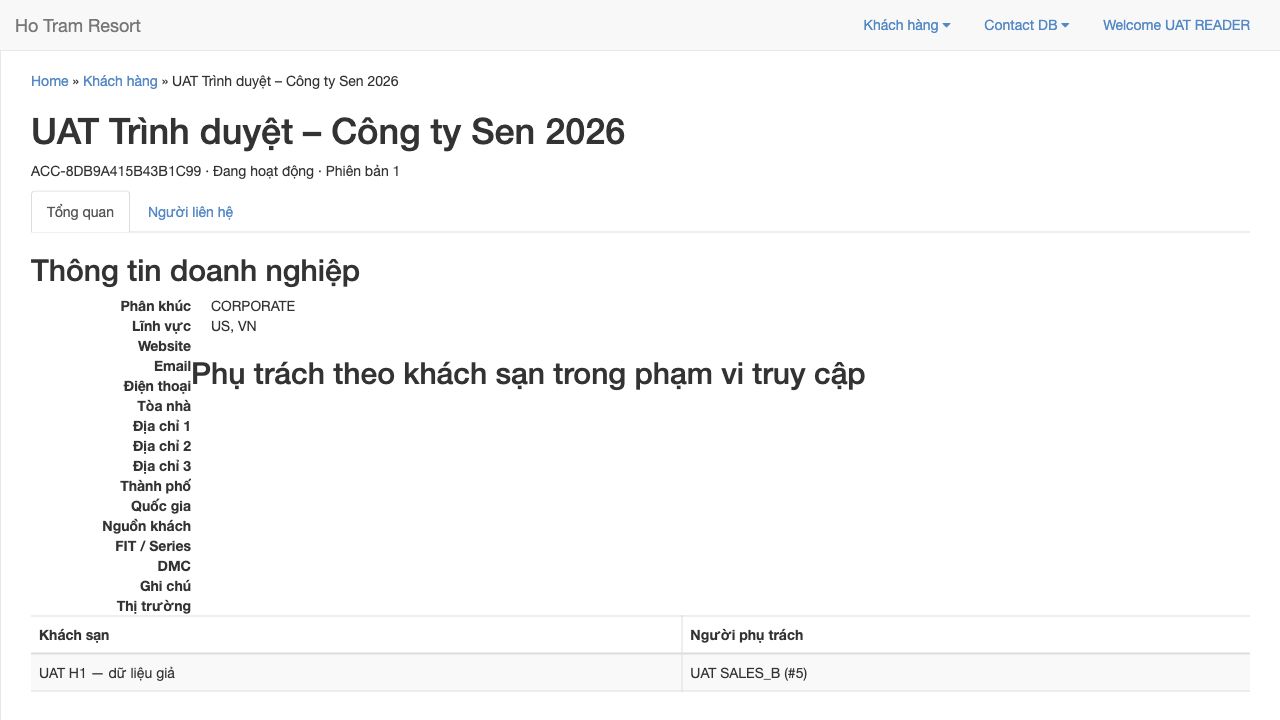 Ho Tram Resort
Khách hàng
Contact DB
Welcome UAT READER
Home » Khách hàng » UAT Trình duyệt – Công ty Sen 2026
UAT Trình duyệt – Công ty Sen 2026
ACC-8DB9A415B43B1C99 · Đang hoạt động · Phiên bản 1
Tổng quan
Người liên hệ
Thông tin doanh nghiệp
Phân khúc CORPORATE
Lĩnh vực US, VN
Website
Email
Phụ trách theo khách sạn trong phạm vi truy cập
Điện thoại
Tòa nhà
Địa chỉ 1
Địa chỉ 2
Địa chỉ 3
Thành phố
Quốc gia
Nguồn khách
FIT / Series
DMC
Ghi chú
Thị trường
Khách sạn Người phụ trách
UAT H1 — dữ liệu giả UAT SALES_B (#5)